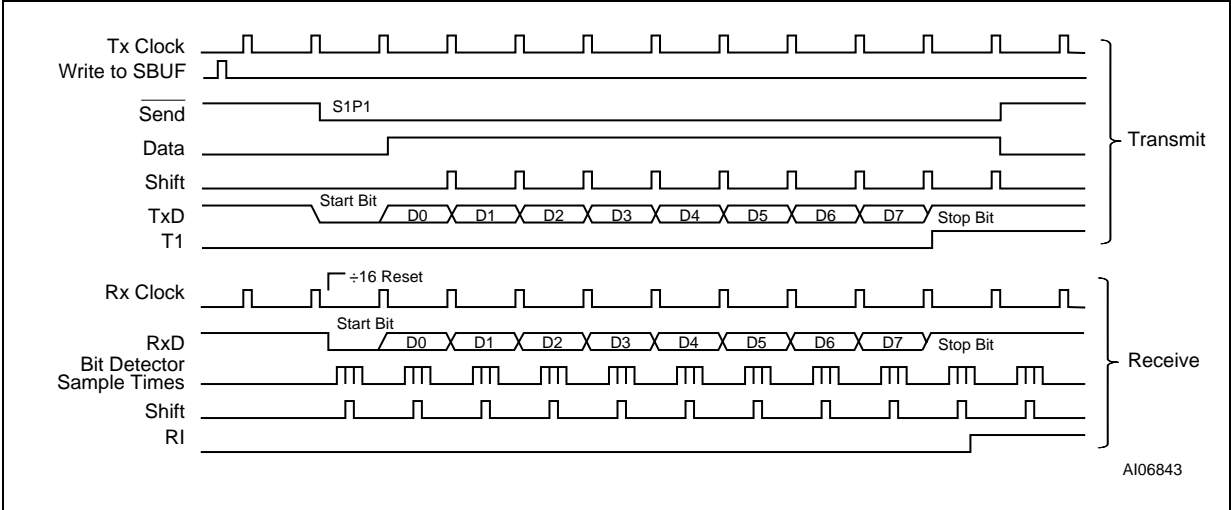 Tx Clock
Write to SBUF
Send
S1P1
Data
Shift
TxD
Start Bit
D0 D1 D2 D3 D4 D5 D6 D7
Stop Bit
T1
Transmit
÷16 Reset
Rx Clock
RxD
Start Bit
D0 D1 D2 D3 D4 D5 D6 D7
Stop Bit
Bit Detector
Sample Times
Shift
RI
Receive
AI06843